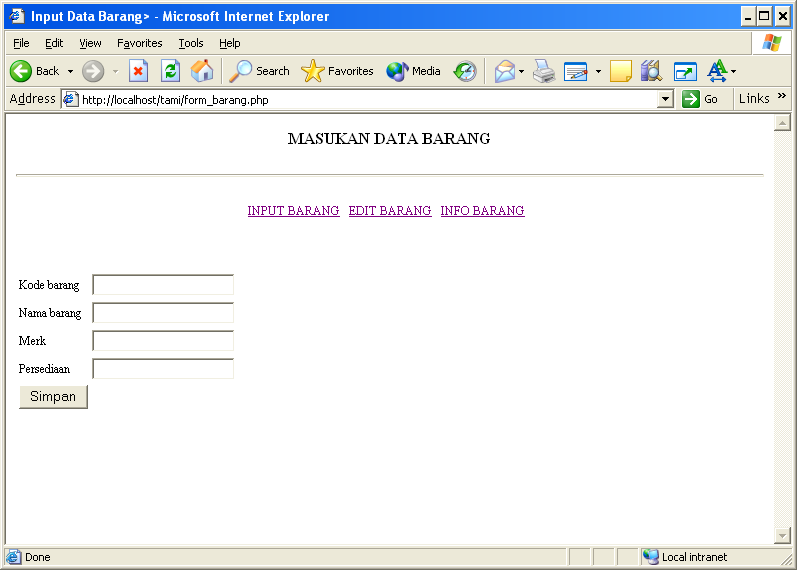 Input Data Barang> - Microsoft Internet Explorer
File Edit View Favorites Tools Help
Back Search Favorites Media
Address http://localhost/tami/form_barang.php Go Links »
MASUKAN DATA BARANG
INPUT BARANG EDIT BARANG INFO BARANG
Kode barang
Nama barang
Merk
Persediaan
Simpan
Done Local intranet